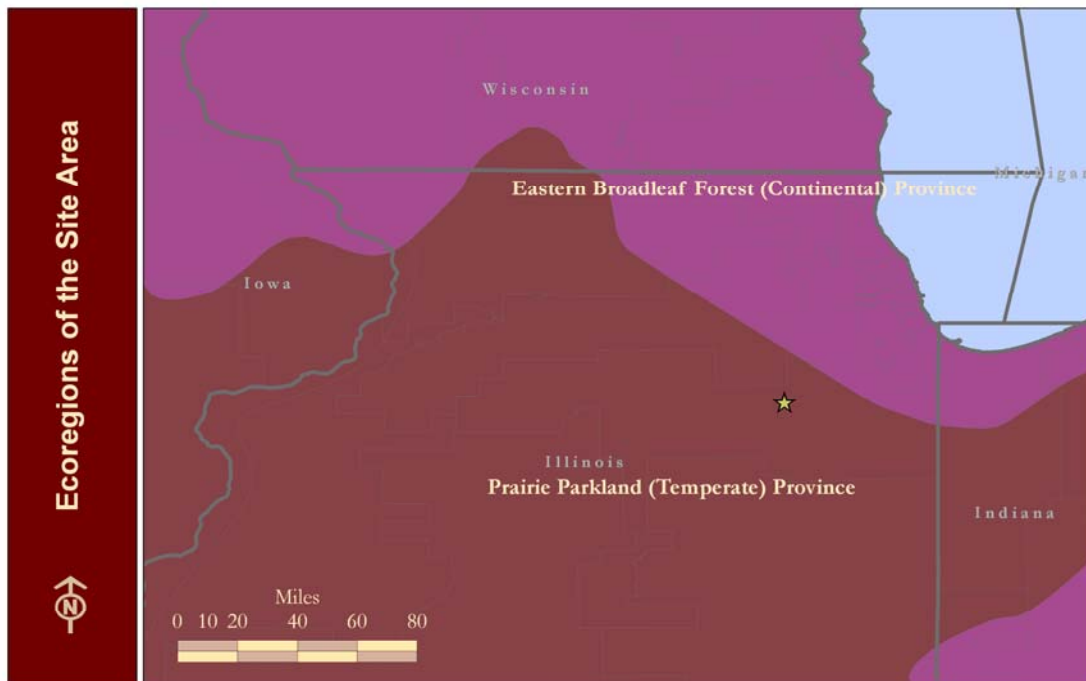 Ecoregions of the Site Area
N
Wisconsin
Michigan
Eastern Broadleaf Forest (Continental) Province
Iowa
Illinois
Prairie Parkland (Temperate) Province
Indiana
Miles
0 10 20 40 60 80